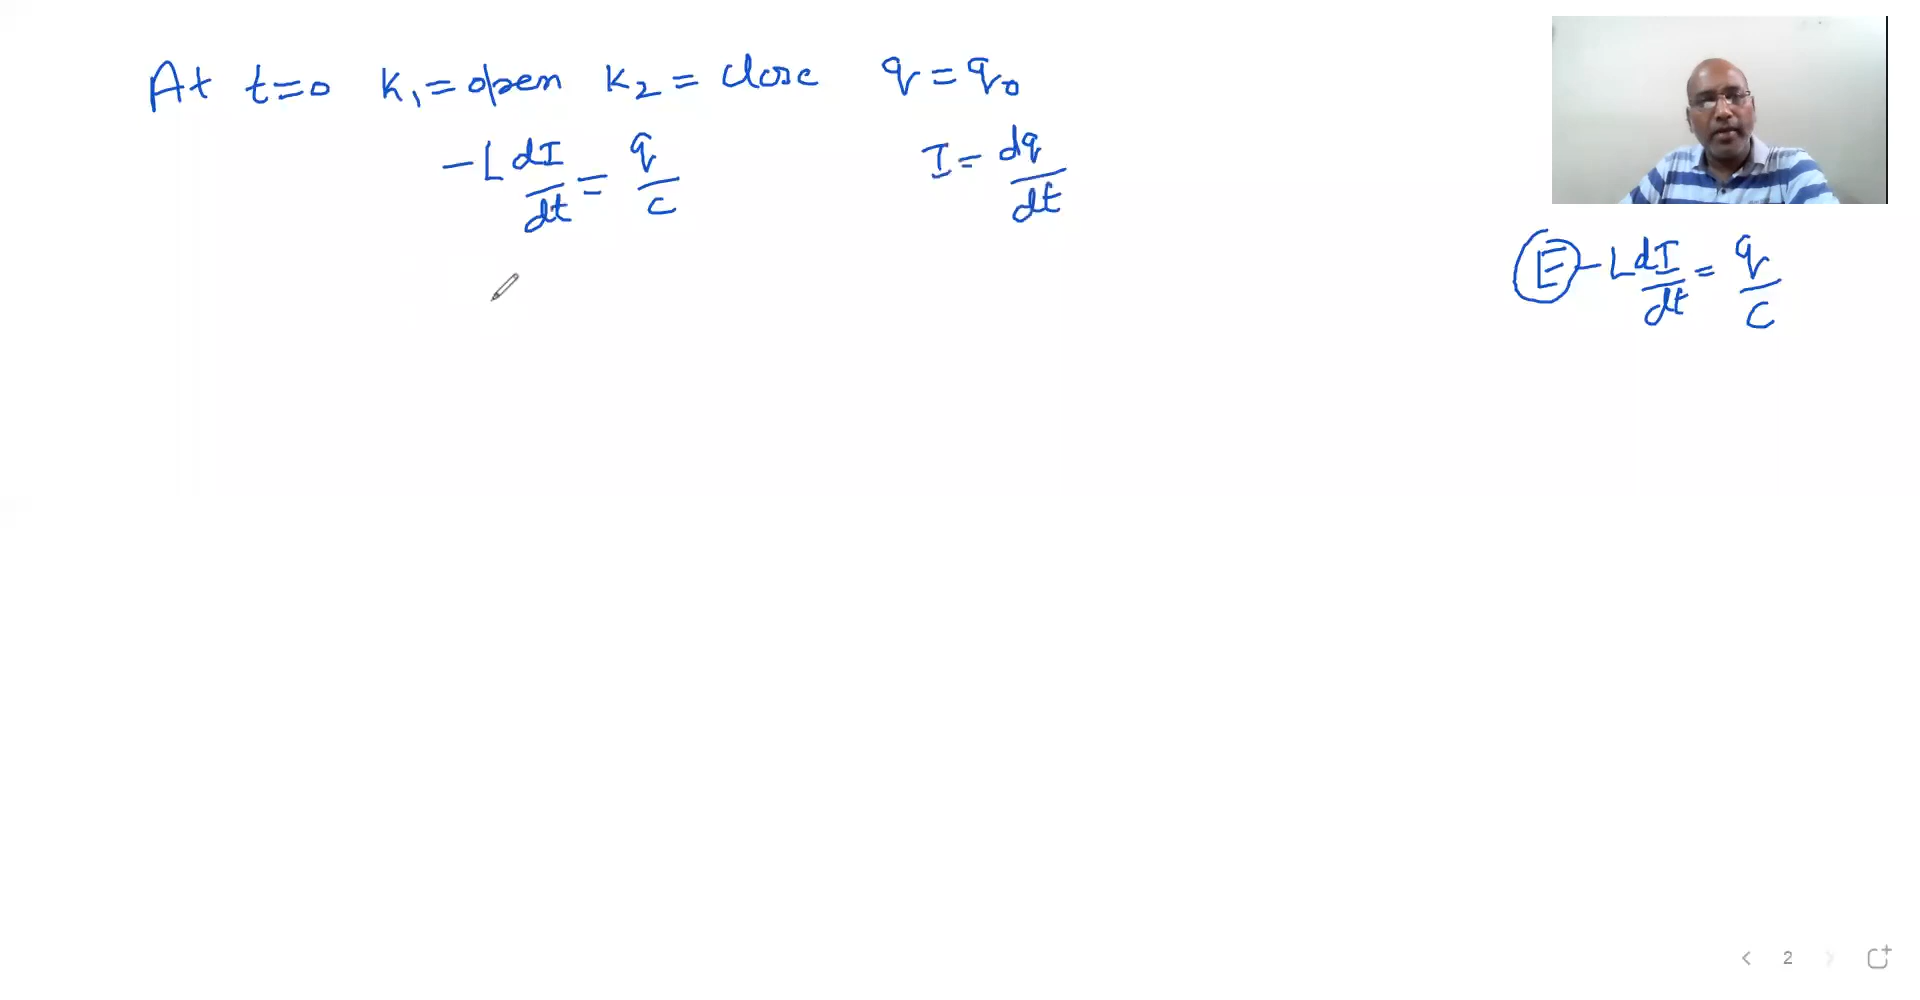 At t=0 K₁=open K₂=close q=q₀
-L dI/dt = q/c I= dq/dt
E - L dI/dt = q/c
2